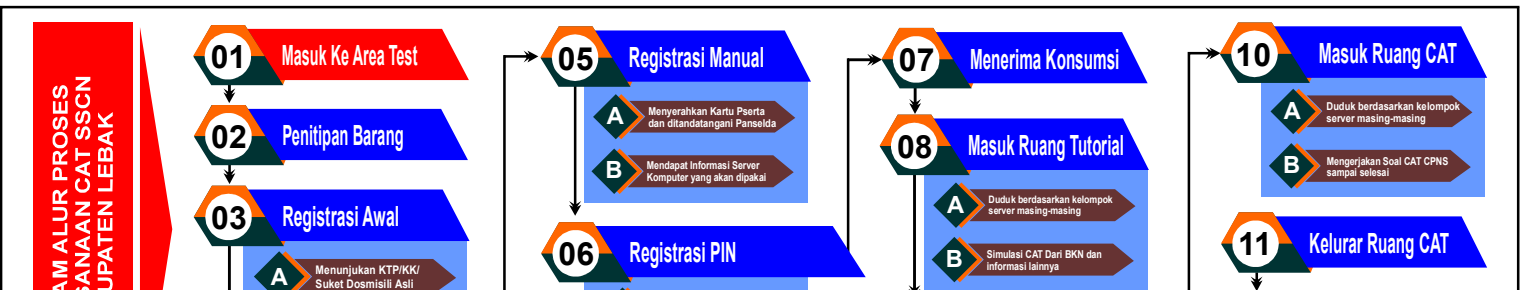 AM ALUR PROSES
SANAAN CAT SSCN
UPATEN LEBAK
01
Masuk Ke Area Test
02
Penitipan Barang
03
Registrasi Awal
A
Menunjukan KTP/KK/
Suket Dosmisili Asli
05
Registrasi Manual
A
Menyerahkan Kartu Pserta
dan ditandatangani Panselda
B
Mendapat Informasi Server
Komputer yang akan dipakai
06
Registrasi PIN
07
Menerima Konsumsi
08
Masuk Ruang Tutorial
A
Duduk berdasarkan kelompok
server masing-masing
B
Simulasi CAT Dari BKN dan
informasi lainnya
10
Masuk Ruang CAT
A
Duduk berdasarkan kelompok
server masing-masing
B
Mengerjakan Soal CAT CPNS
sampai selesai
11
Kelurar Ruang CAT